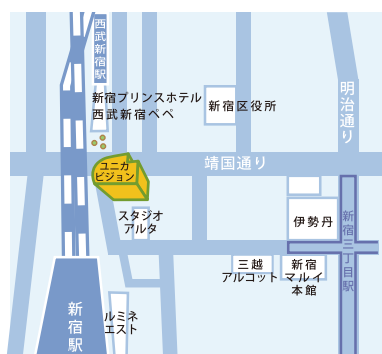 西武新宿駅
新宿プリンスホテル
西武新宿ペペ
新宿区役所
明治通り
ユニカ
ビジョン
靖国通り
スタジオ
アルタ
伊勢丹
新宿三丁目駅
三越
アルコット
新宿
マルイ
本館
新宿駅
ルミネ
エスト